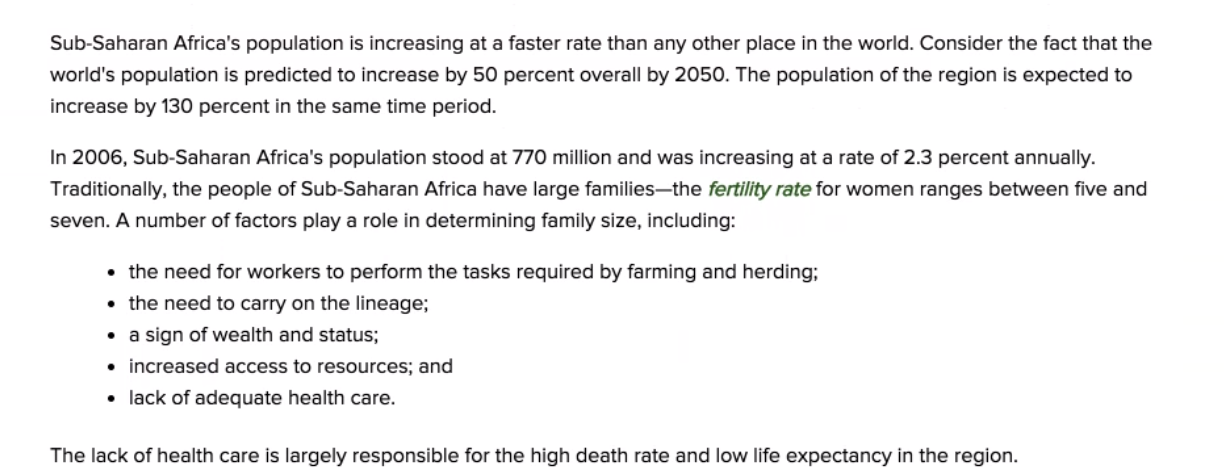 Sub-Saharan Africa's population is increasing at a faster rate than any other place in the world. Consider the fact that the
world's population is predicted to increase by 50 percent overall by 2050. The population of the region is expected to
increase by 130 percent in the same time period.
In 2006, Sub-Saharan Africa's population stood at 770 million and was increasing at a rate of 2.3 percent annually.
Traditionally, the people of Sub-Saharan Africa have large families—the fertility rate for women ranges between five and
seven. A number of factors play a role in determining family size, including:
• the need for workers to perform the tasks required by farming and herding;
• the need to carry on the lineage;
• a sign of wealth and status;
• increased access to resources; and
• lack of adequate health care.
The lack of health care is largely responsible for the high death rate and low life expectancy in the region.